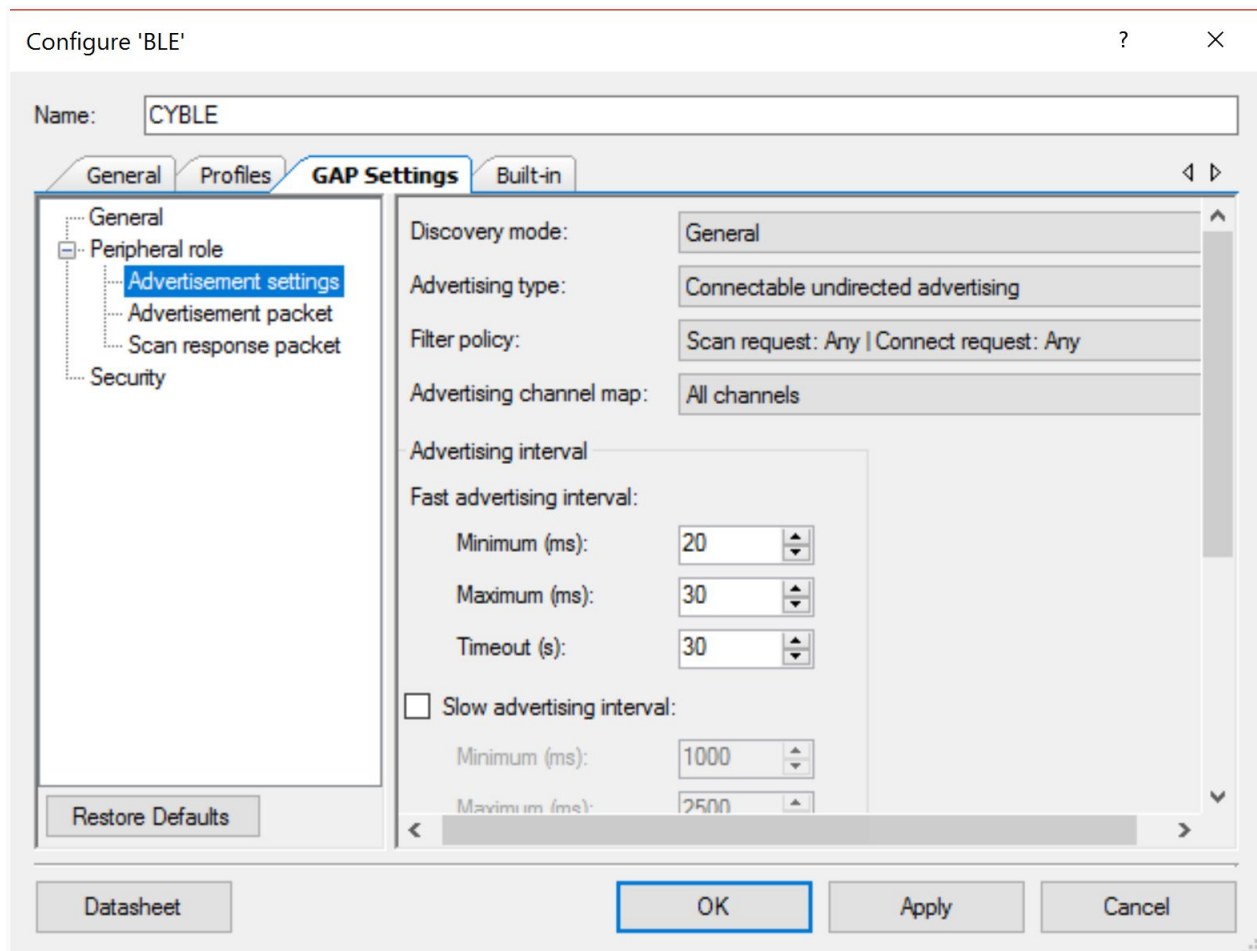 Configure 'BLE' ? ×
Name: CYBLE
General Profiles GAP Settings Built-in
General
Peripheral role
Advertisement settings
Advertisement packet
Scan response packet
Security
Restore Defaults
Discovery mode: General
Advertising type: Connectable undirected advertising
Filter policy: Scan request: Any | Connect request: Any
Advertising channel map: All channels
Advertising interval
Fast advertising interval:
Minimum (ms): 20
Maximum (ms): 30
Timeout (s): 30
Slow advertising interval:
Minimum (ms): 1000
Maximum (ms): 2500
Datasheet OK Apply Cancel